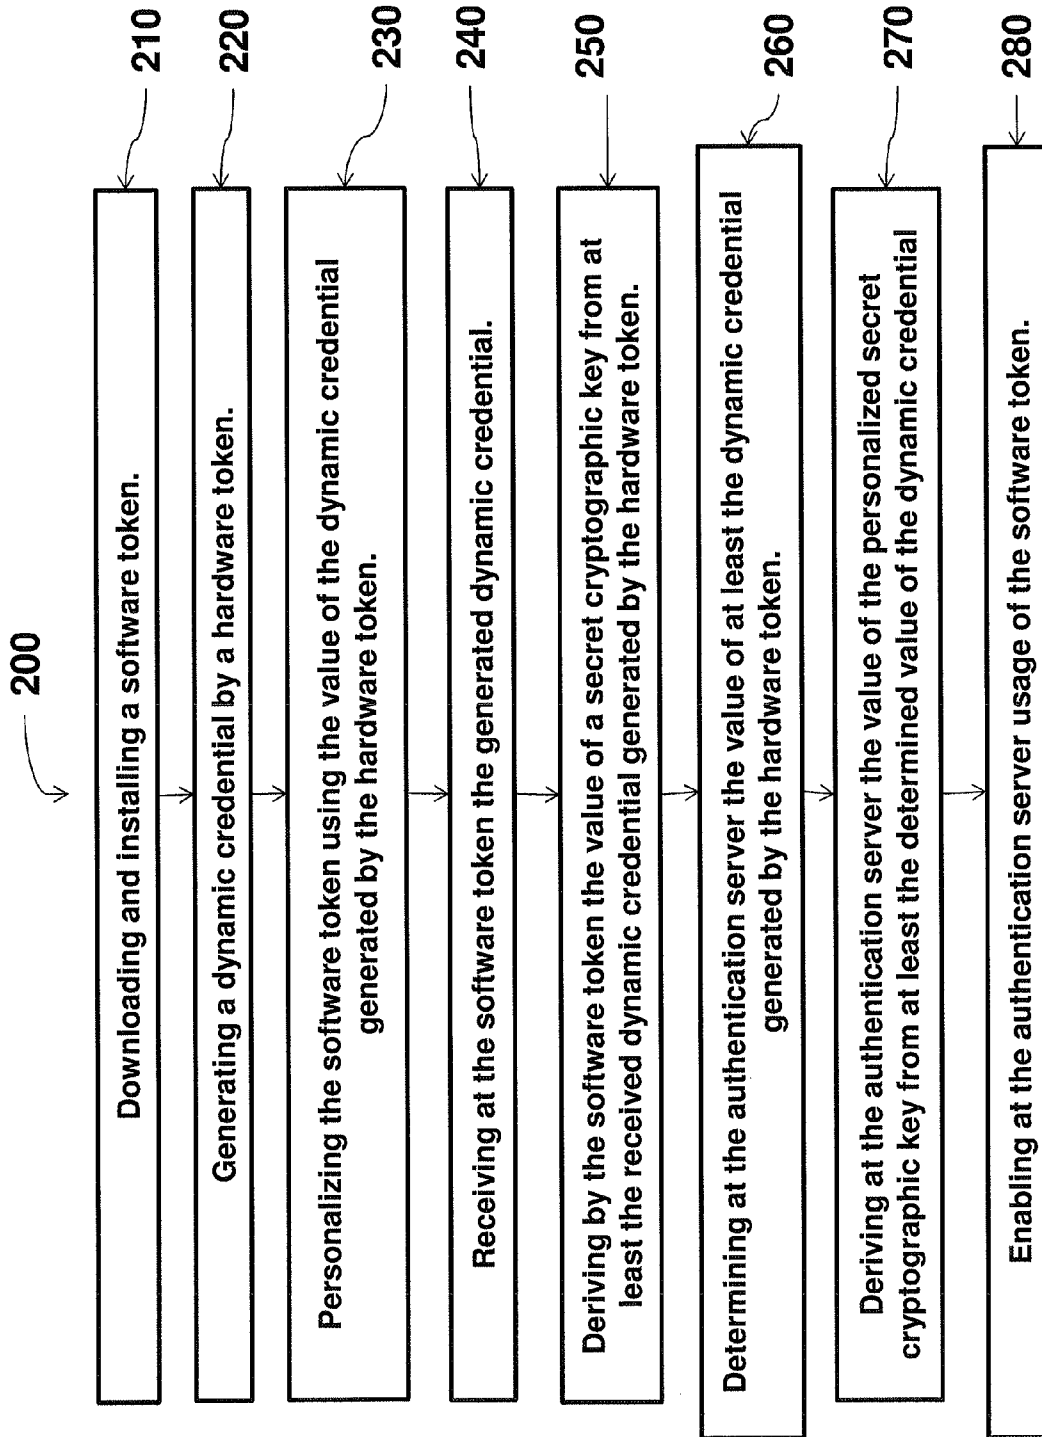 200
Downloading and installing a software token.
210
Generating a dynamic credential by a hardware token.
220
Personalizing the software token using the value of the dynamic credential
generated by the hardware token.
230
Receiving at the software token the generated dynamic credential.
240
Deriving by the software token the value of a secret cryptographic key from at
least the received dynamic credential generated by the hardware token.
250
Determining at the authentication server the value of at least the dynamic credential
generated by the hardware token.
260
Deriving at the authentication server the value of the personalized secret
cryptographic key from at least the determined value of the dynamic credential
270
Enabling at the authentication server usage of the software token.
280